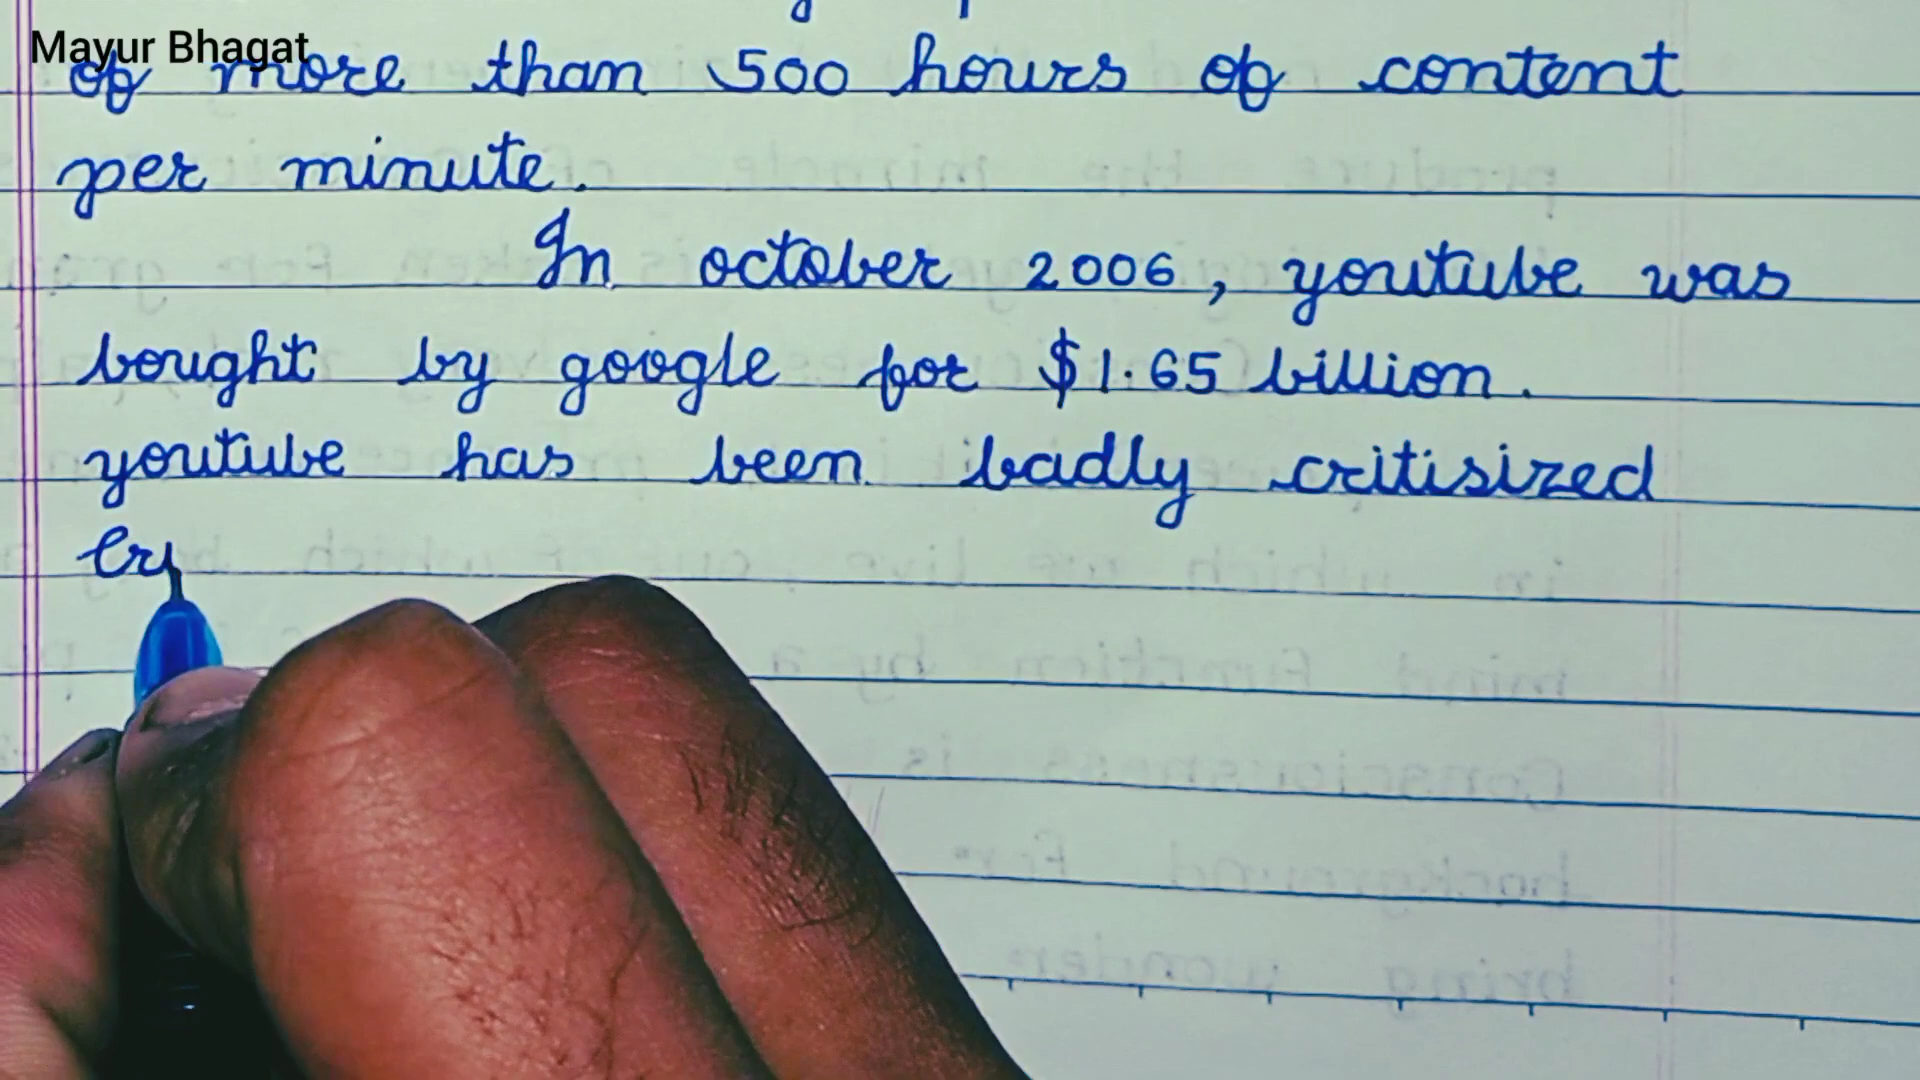 Mayur Bhagat
of more than 500 hours of content
per minute.
In october 2006, youtube was
bought by google for $1.65 billion.
youtube has been badly critisized